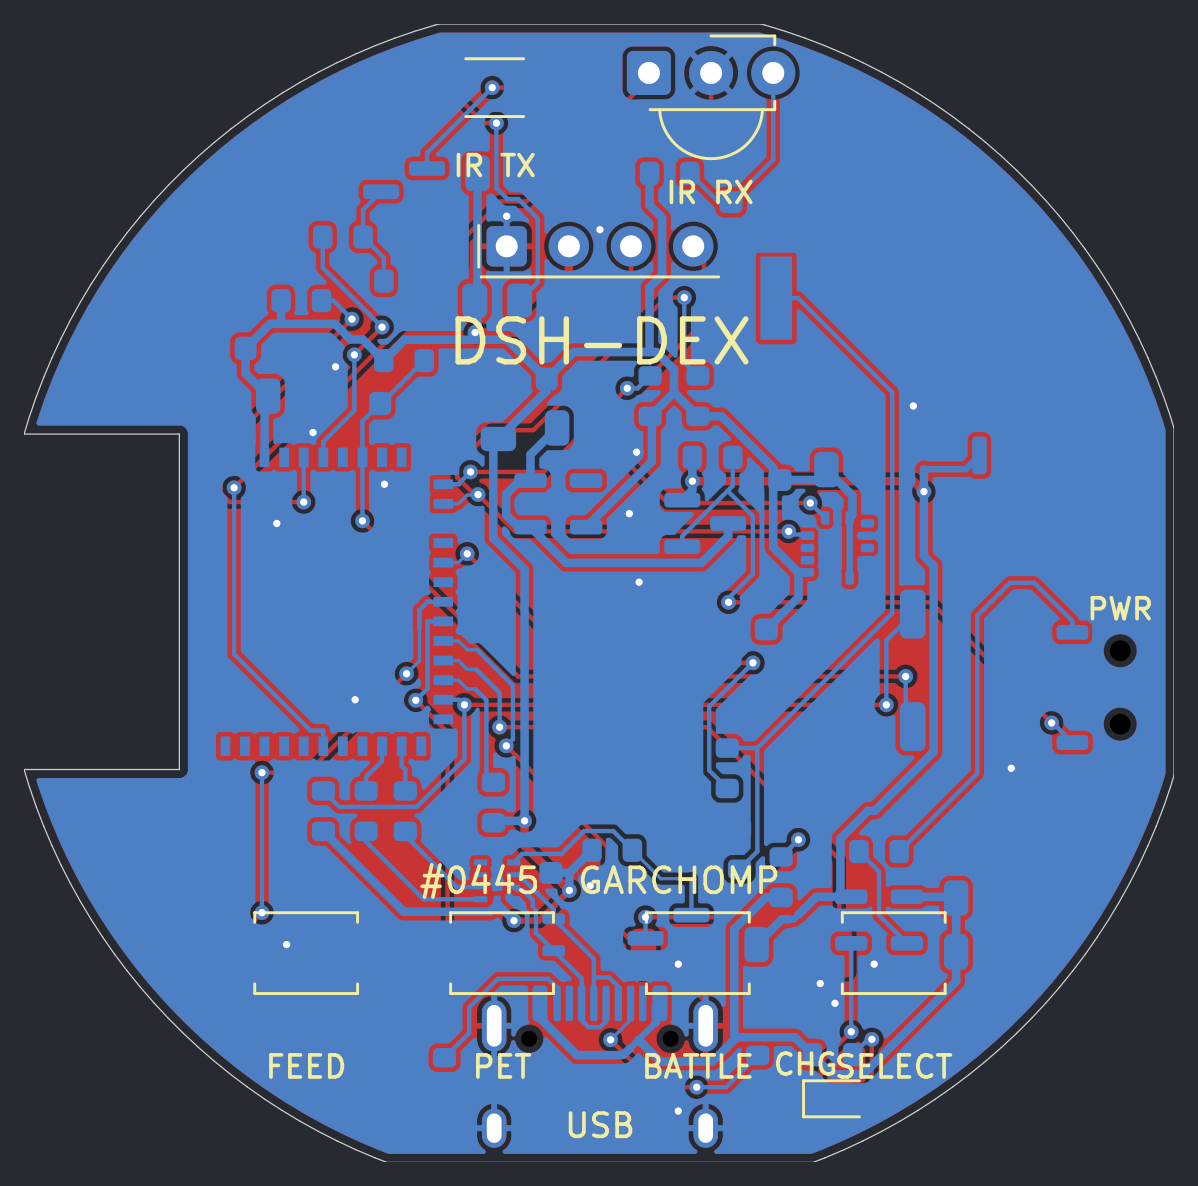 IR TX
IR RX
DSH-DEX
PWR
#0445 GARCHOMP
FEED
PET
BATTLE
CHG
SELECT
USB